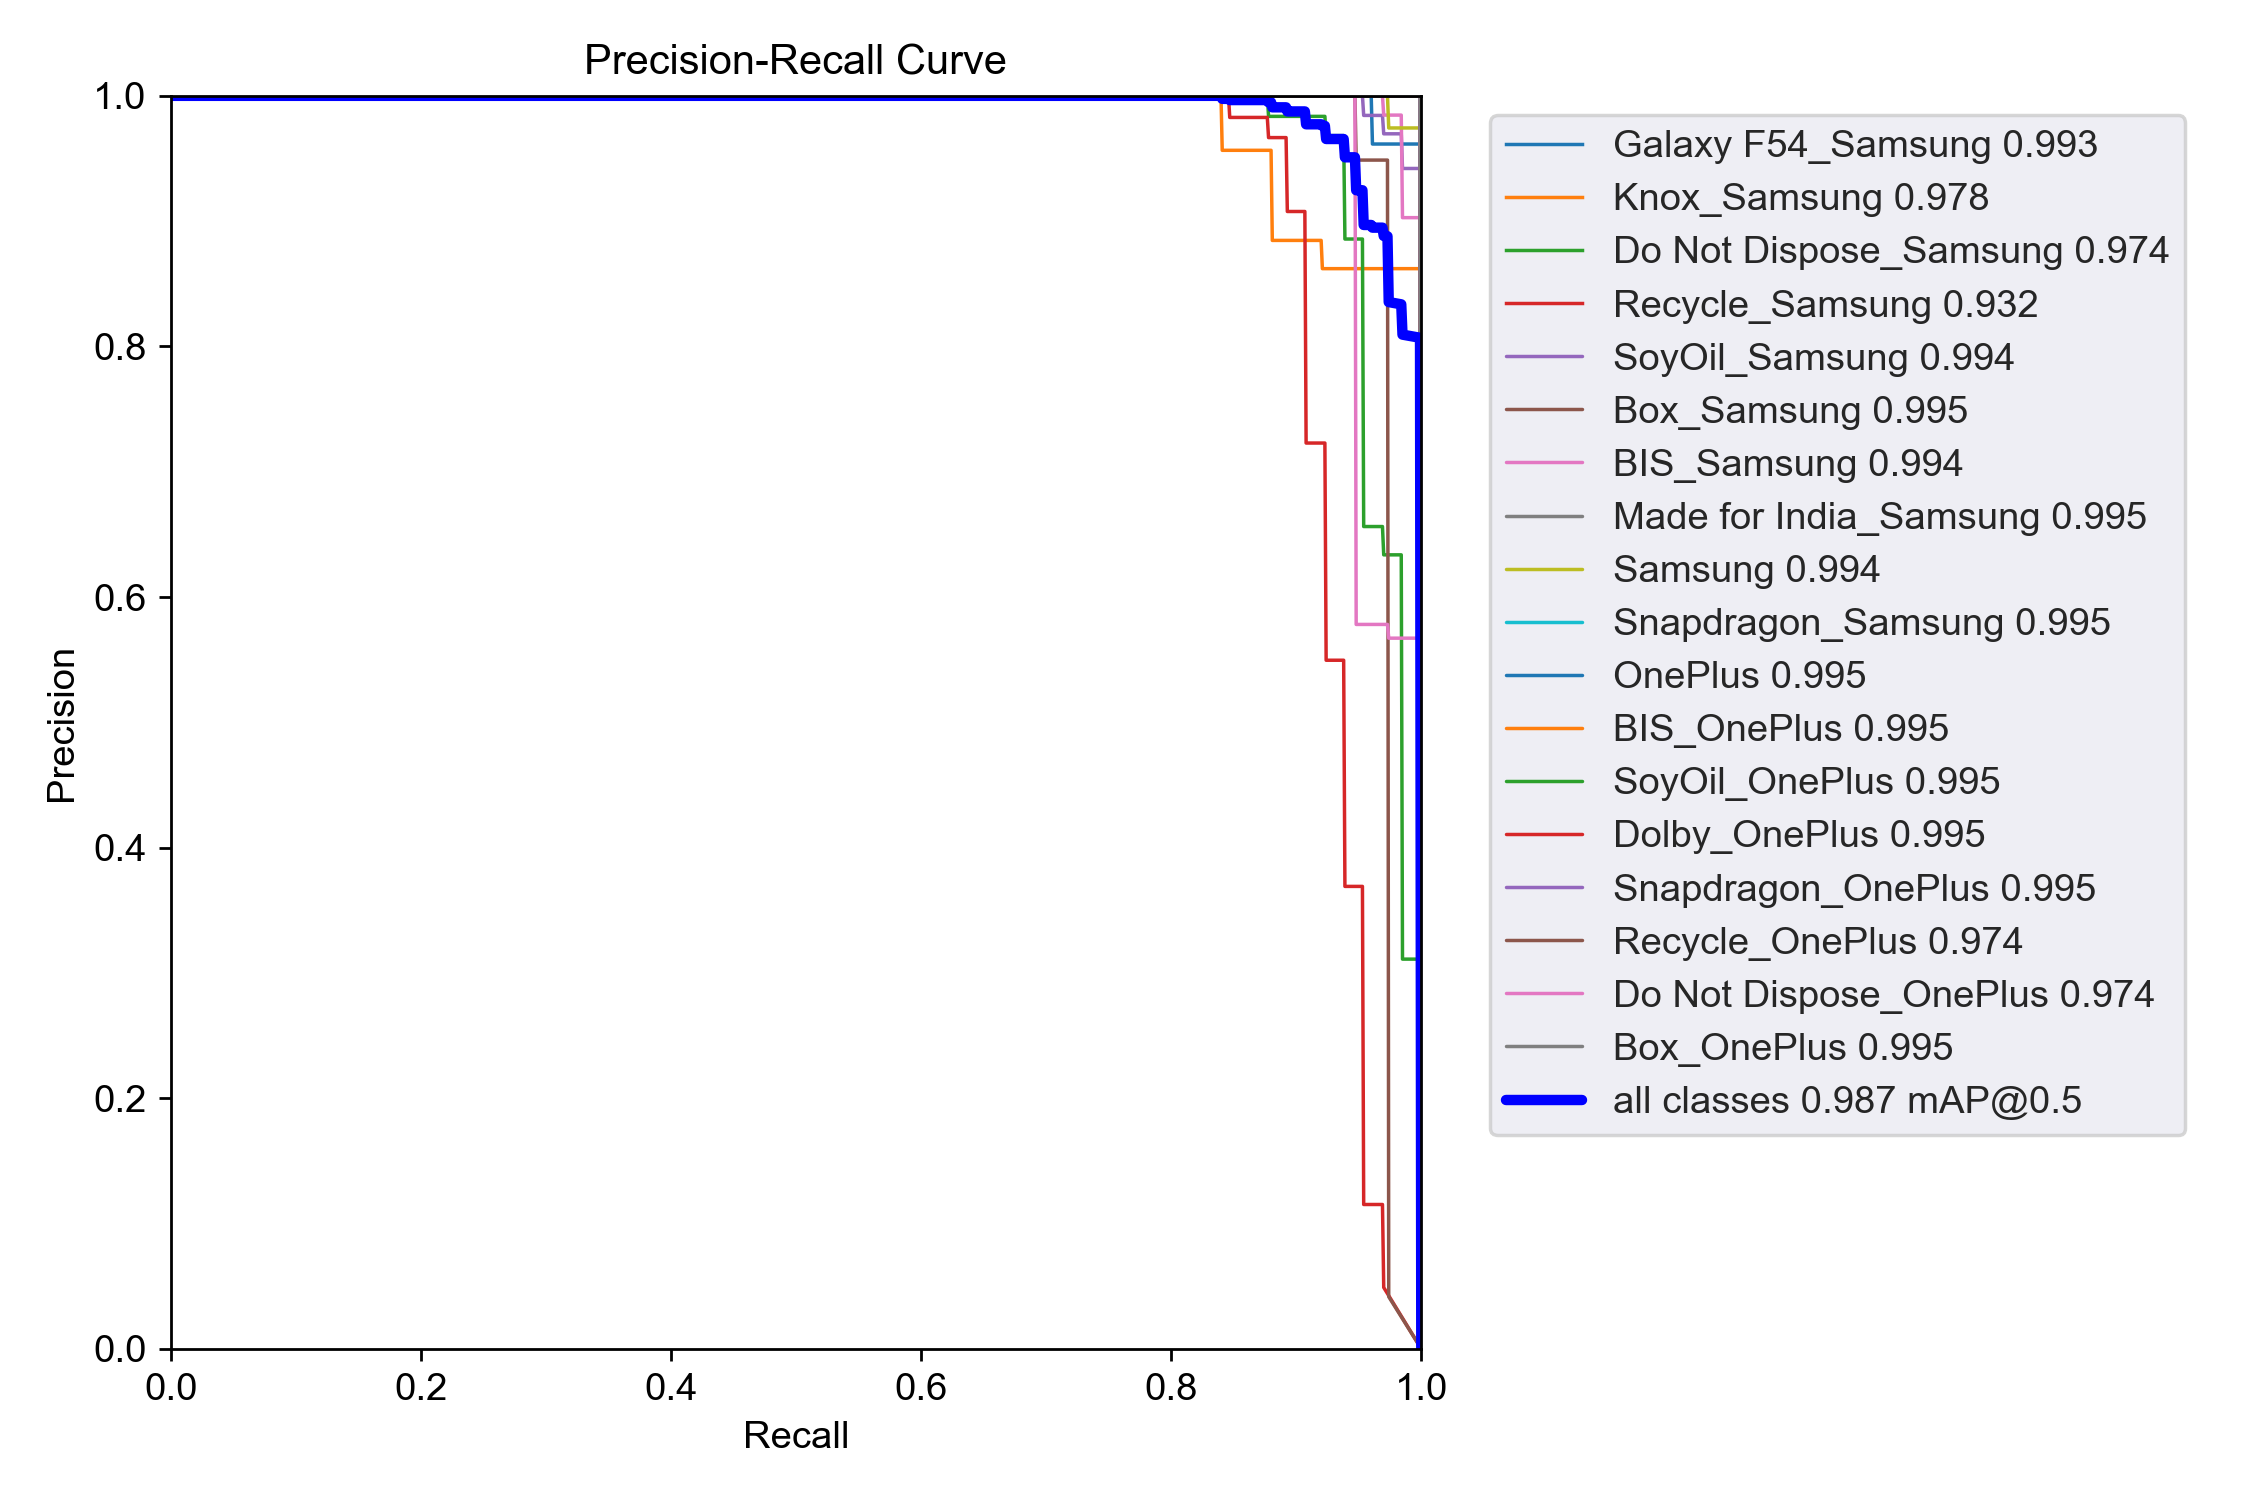 Precision-Recall Curve
1.0
0.8
0.6
0.4
0.2
0.0
Precision
0.0 0.2 0.4 0.6 0.8 1.0
Recall
Galaxy F54_Samsung 0.993
Knox_Samsung 0.978
Do Not Dispose_Samsung 0.974
Recycle_Samsung 0.932
SoyOil_Samsung 0.994
Box_Samsung 0.995
BIS_Samsung 0.994
Made for India_Samsung 0.995
Samsung 0.994
Snapdragon_Samsung 0.995
OnePlus 0.995
BIS_OnePlus 0.995
SoyOil_OnePlus 0.995
Dolby_OnePlus 0.995
Snapdragon_OnePlus 0.995
Recycle_OnePlus 0.974
Do Not Dispose_OnePlus 0.974
Box_OnePlus 0.995
all classes 0.987 mAP@0.5